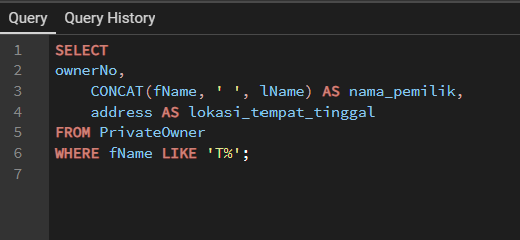 Query Query History
1 SELECT
2 ownerNo,
3 CONCAT(fName, ' ', lName) AS nama_pemilik,
4 address AS lokasi_tempat_tinggal
5 FROM PrivateOwner
6 WHERE fName LIKE 'T%';
7